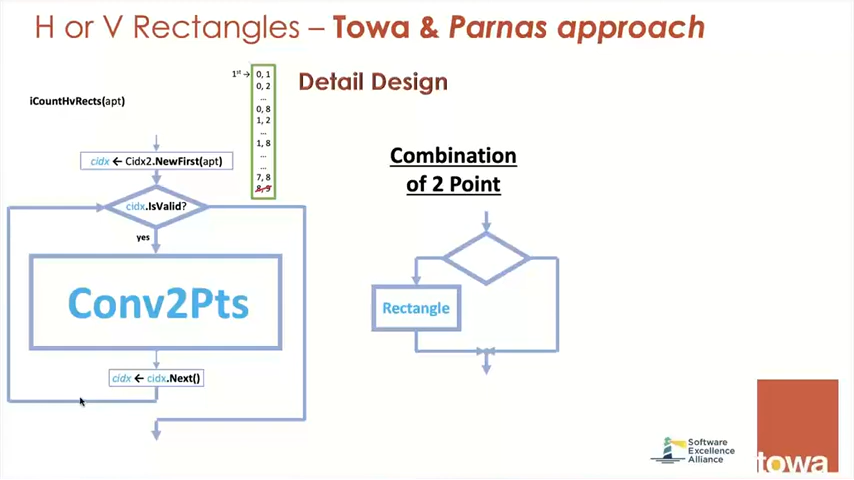 H or V Rectangles – Towa & Parnas approach
Detail Design
iCountHvRects(apt)
1st →
0, 1
0, 2
...
0, 8
1, 2
...
1, 8
...
...
7, 8
8, 9
cidx ← Cidx2.NewFirst(apt)
cidx.IsValid?
yes
Conv2Pts
cidx ← cidx.Next()
Combination
of 2 Point
Rectangle
Software
Excellence
Alliance
towa